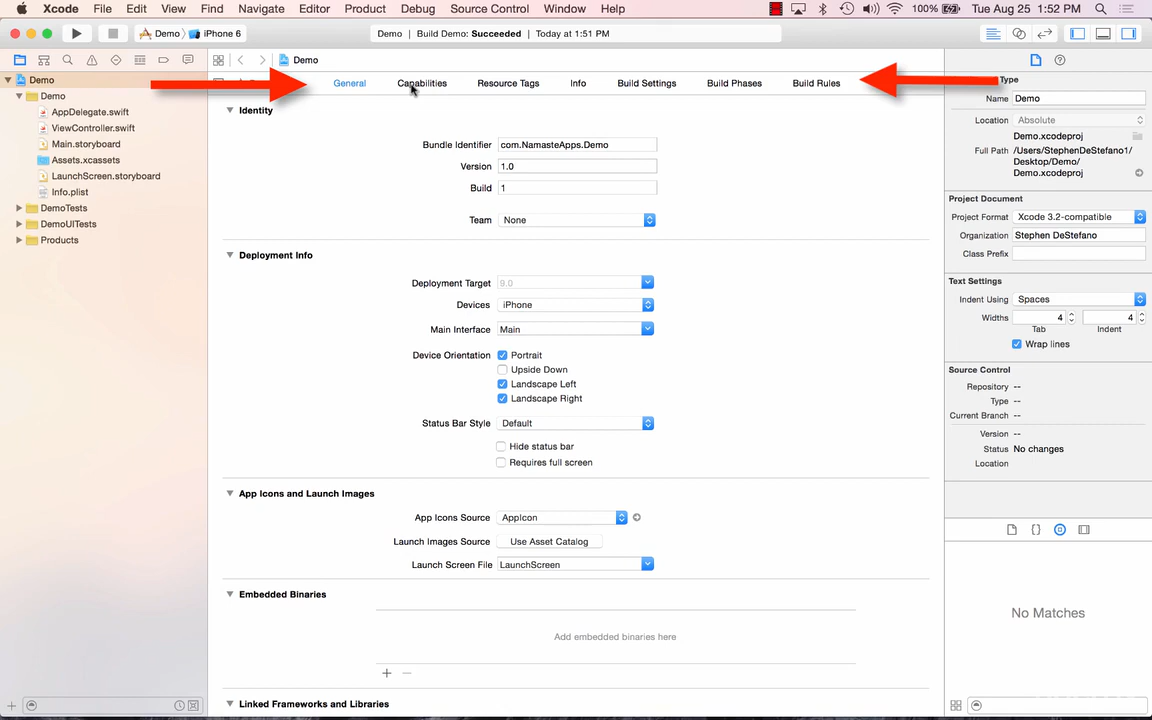 Xcode File Edit View Find Navigate Editor Product Debug Source Control Window Help 100% Tue Aug 25 1:52 PM
Demo iPhone 6 Demo | Build Demo: Succeeded | Today at 1:51 PM
Demo
General Capabilities Resource Tags Info Build Settings Build Phases Build Rules
Demo
Demo
AppDelegate.swift
ViewController.swift
Main.storyboard
Assets.xcassets
LaunchScreen.storyboard
Info.plist
DemoTests
DemoUITests
Products
Identity
Bundle Identifier com.NamasteApps.Demo
Version 1.0
Build 1
Team None
Deployment Info
Deployment Target 9.0
Devices iPhone
Main Interface Main
Device Orientation Portrait
Upside Down
Landscape Left
Landscape Right
Status Bar Style Default
Hide status bar
Requires full screen
App Icons and Launch Images
App Icons Source AppIcon
Launch Images Source Use Asset Catalog
Launch Screen File LaunchScreen
Embedded Binaries
Add embedded binaries here
Linked Frameworks and Libraries
Type
Name Demo
Location Absolute
Demo.xcodeproj
Full Path /Users/StephenDeStefano1/
Desktop/Demo/
Demo.xcodeproj
Project Document
Project Format Xcode 3.2-compatible
Organization Stephen DeStefano
Class Prefix
Text Settings
Indent Using Spaces
Widths 4 4
Tab Indent
Wrap lines
Source Control
Repository --
Type --
Current Branch --
Version --
Status No changes
Location
No Matches